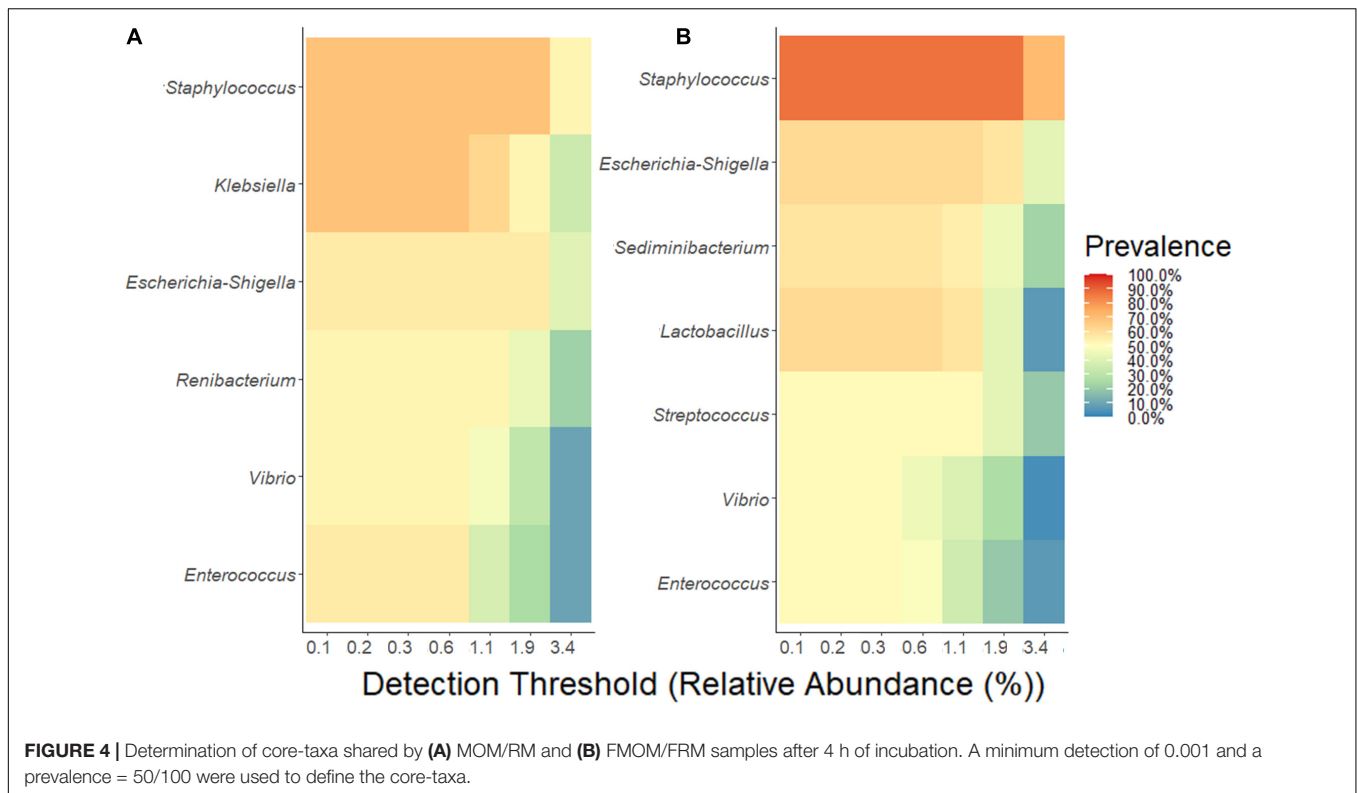 A
B
Staphylococcus
Klebsiella
Escherichia-Shigella
Renibacterium
Vibrio
Enterococcus
0.1 0.2 0.3 0.6 1.1 1.9 3.4
Staphylococcus
Escherichia-Shigella
Sediminibacterium
Lactobacillus
Streptococcus
Vibrio
Enterococcus
0.1 0.2 0.3 0.6 1.1 1.9 3.4
Prevalence
100.0%
90.0%
80.0%
70.0%
60.0%
50.0%
40.0%
30.0%
20.0%
10.0%
0.0%
Detection Threshold (Relative Abundance (%))
FIGURE 4 | Determination of core-taxa shared by (A) MOM/RM and (B) FMOM/FRM samples after 4 h of incubation. A minimum detection of 0.001 and a
prevalence = 50/100 were used to define the core-taxa.